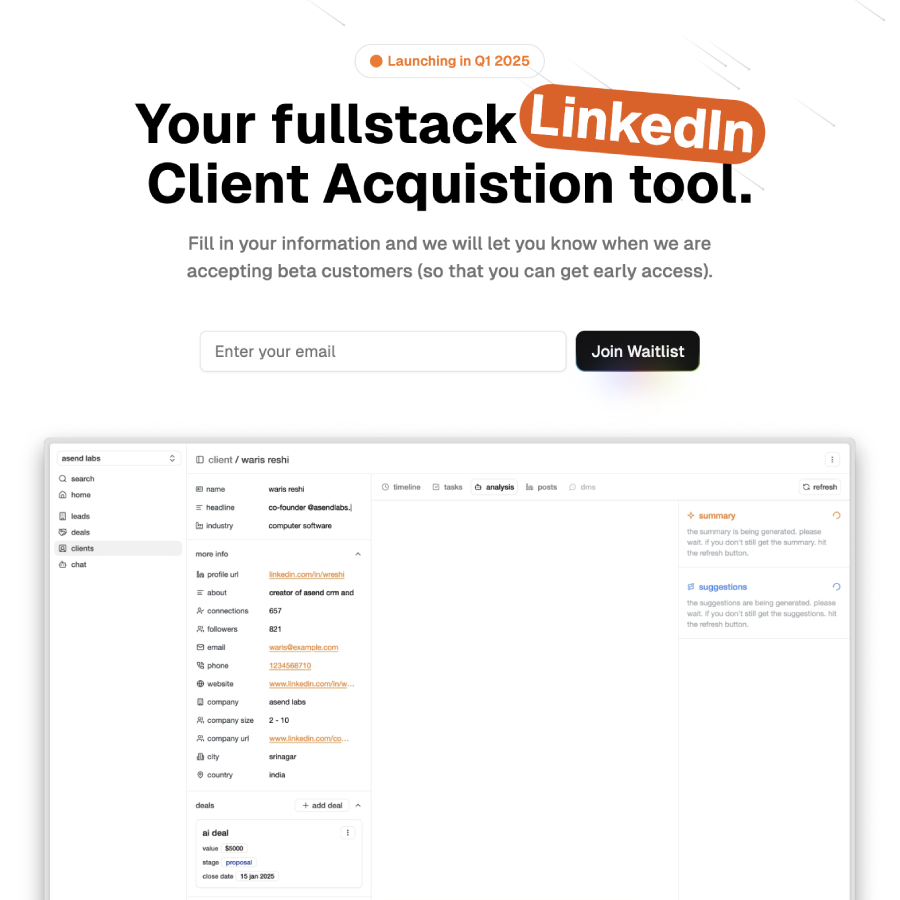 Launching in Q1 2025
Your fullstack LinkedIn
Client Acquistion tool.
Fill in your information and we will let you know when we are
accepting beta customers (so that you can get early access).
Enter your email
Join Waitlist
asend labs
search
home
leads
deals
clients
chat
client / waris reshi
name waris reshi
headline co-founder @asendlabs.
industry computer software
more info
profile url linkedin.com/in/wreshi
about creator of asend crm and
connections 657
followers 821
email waris@example.com
phone 1234568710
website www.linkedin.com/in/w...
company asend labs
company size 2 - 10
company url www.linkedin.com/co...
city srinagar
country india
deals + add deal
ai deal
value $5000
stage proposal
close date 15 jan 2025
timeline tasks analysis posts dms refresh
summary
the summary is being generated. please
wait. if you don't still get the summary. hit
the refresh button.
suggestions
the suggestions are being generated. please
wait. if you don't still get the suggestions. hit
the refresh button.